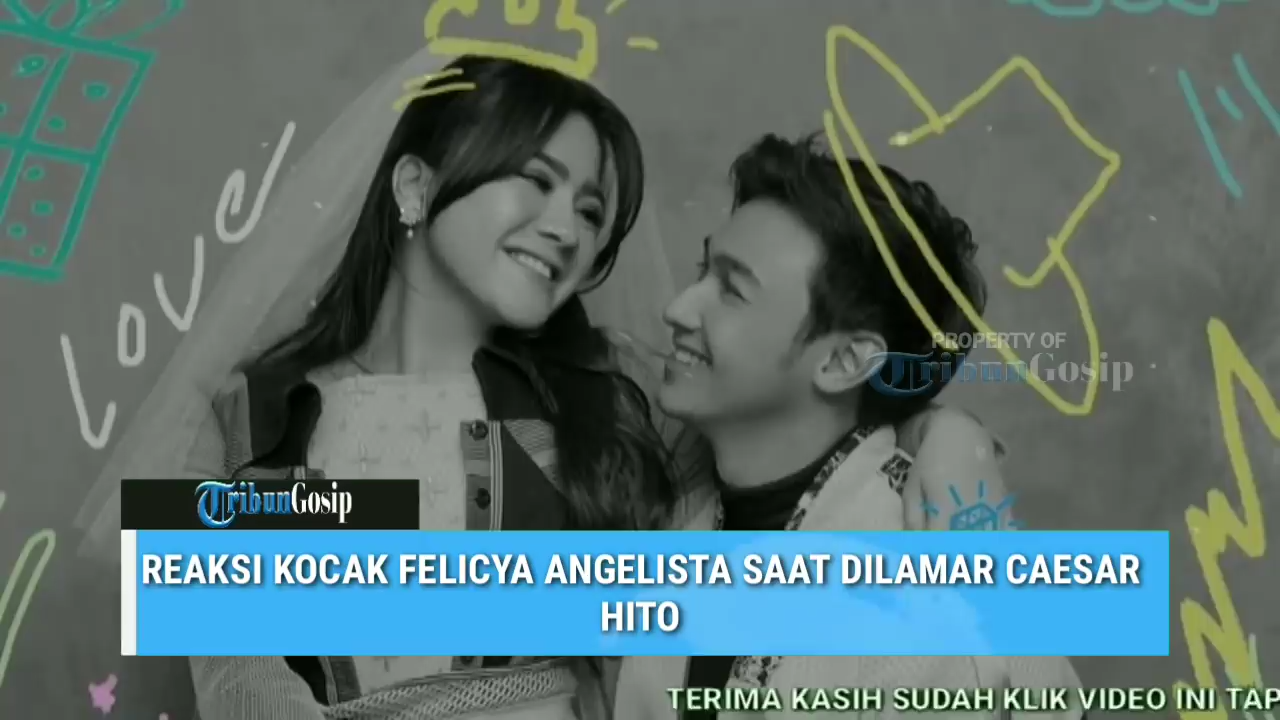 LOVE
PROPERTY OF
TribunGosip
TribunGosip
REAKSI KOCAK FELICYA ANGELISTA SAAT DILAMAR CAESAR
HITO
TERIMA KASIH SUDAH KLIK VIDEO INI TAP